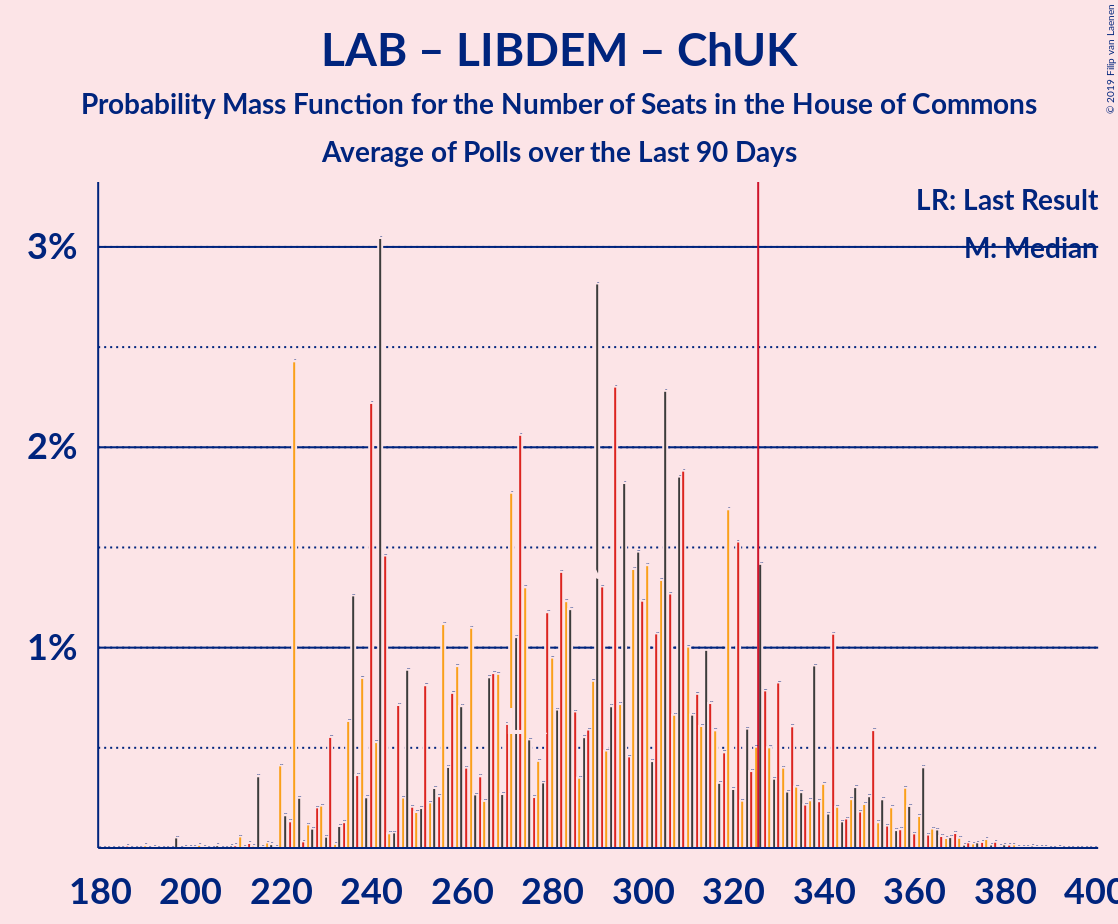 LAB – LIBDEM – ChUK
Probability Mass Function for the Number of Seats in the House of Commons
Average of Polls over the Last 90 Days
© 2019 Filip van Laenen
LR: Last Result
M: Median
3%
2%
1%
180 200 220 240 260 280 300 320 340 360 380 400